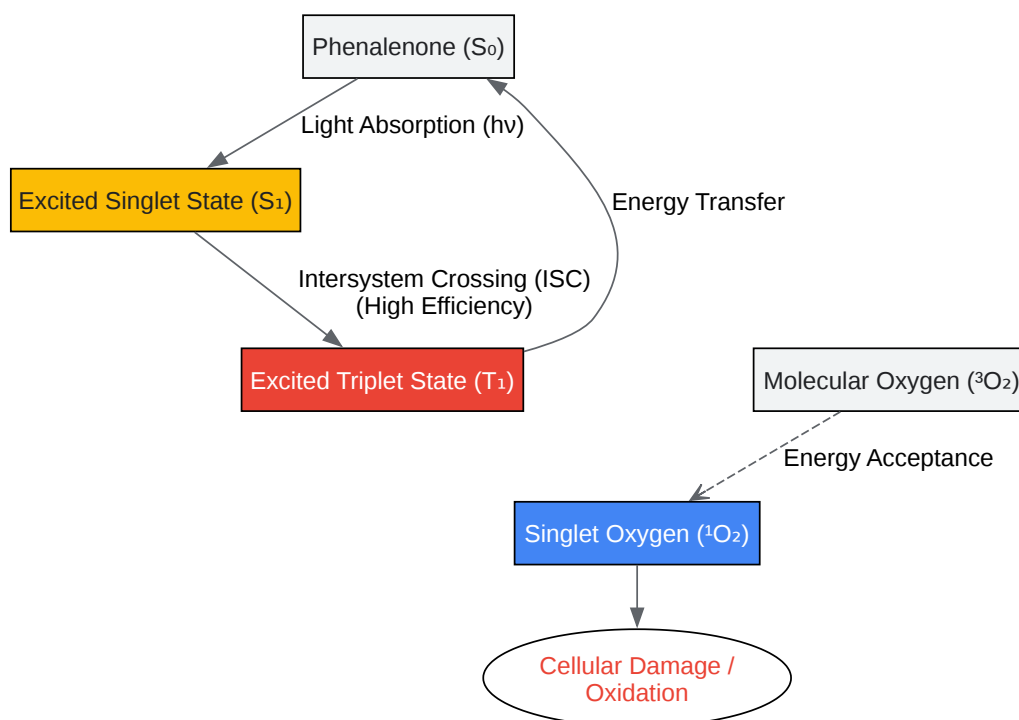 Phenalenone (S₀)
Light Absorption (hν)
Excited Singlet State (S₁)
Energy Transfer
Intersystem Crossing (ISC)
(High Efficiency)
Excited Triplet State (T₁)
Molecular Oxygen (³O₂)
Energy Acceptance
Singlet Oxygen (¹O₂)
Cellular Damage /
Oxidation